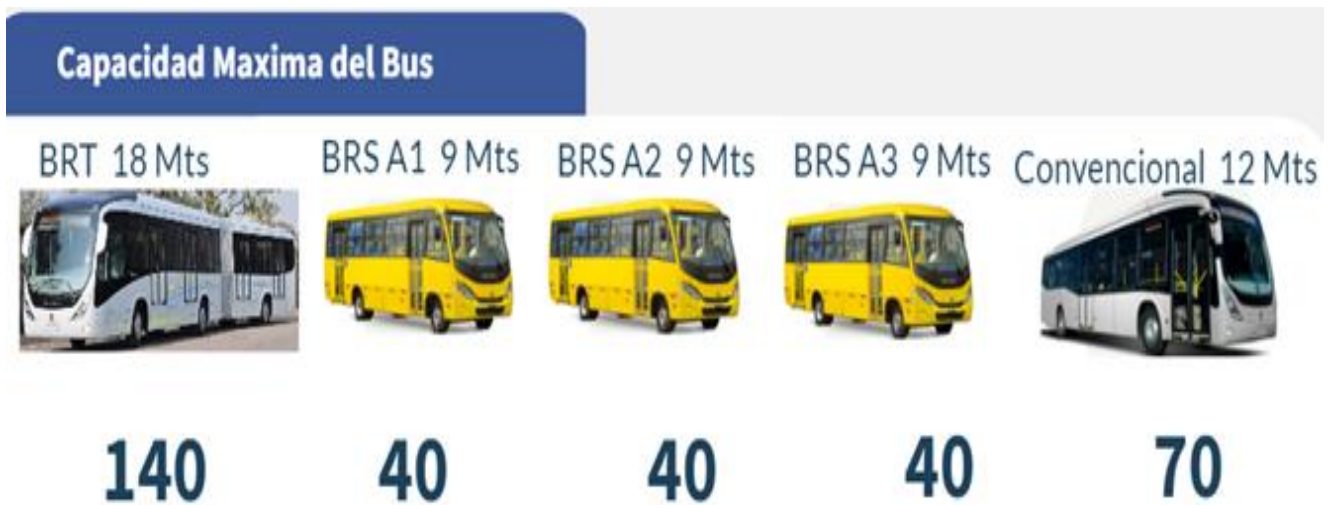 Capacidad Maxima del Bus
BRT 18 Mts
BRS A1 9 Mts
BRS A2 9 Mts
BRS A3 9 Mts
Convencional 12 Mts
140
40
40
40
70